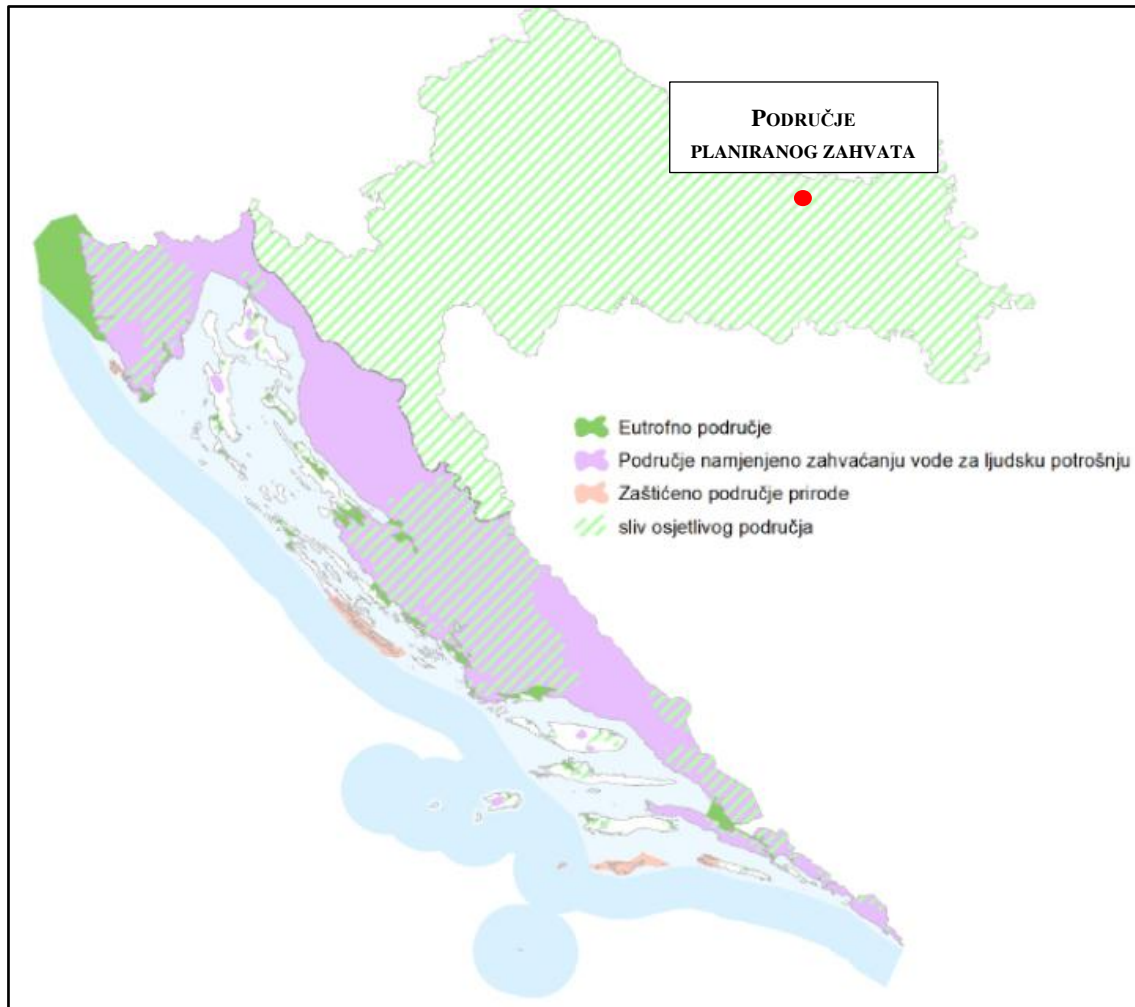 PODRUČJE
PLANIRANOG ZAHVATA
Eutrofno područje
Područje namjenjeno zahvaćanju vode za ljudsku potrošnju
Zaštićeno područje prirode
sliv osjetlivog područja